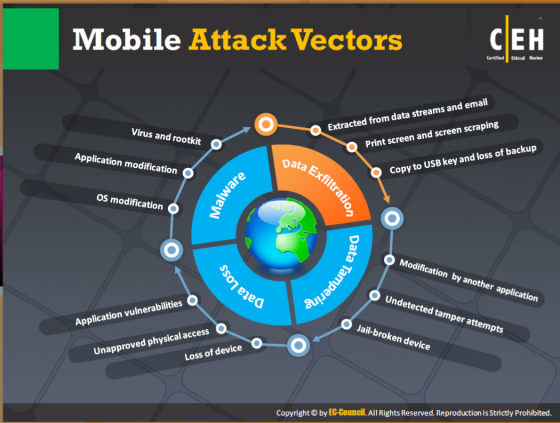 Mobile Attack Vectors
C|EH
Certified Ethical Hacker
Virus and rootkit
Application modification
OS modification
Malware
Data Exfiltration
Extracted from data streams and email
Print screen and screen scraping
Copy to USB key and loss of backup
Data Loss
Data Tampering
Application vulnerabilities
Unapproved physical access
Loss of device
Modification by another application
Undetected tamper attempts
Jail-broken device
Copyright © by EC-Council. All Rights Reserved. Reproduction is Strictly Prohibited.